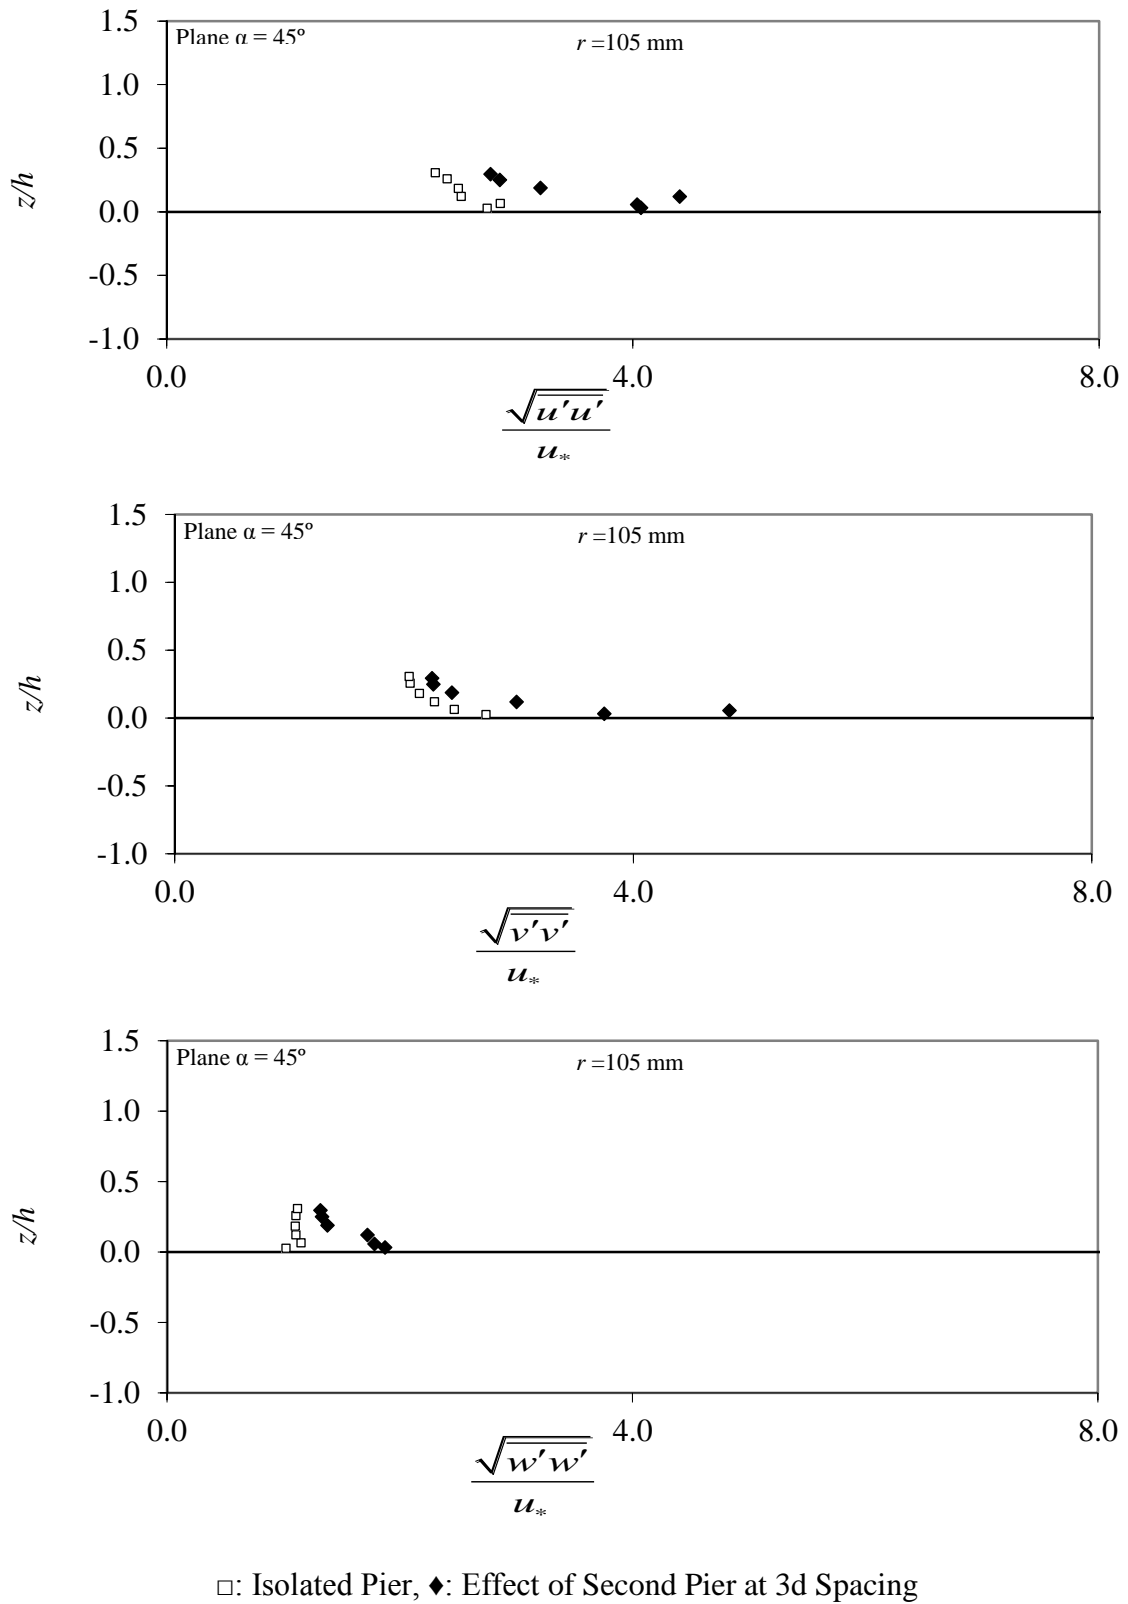 1.5
Plane α = 45º
r =105 mm
1.0
0.5
z/h
0.0
-0.5
-1.0
0.0 4.0 8.0
√u′u′
u*
1.5
Plane α = 45º
r =105 mm
1.0
0.5
z/h
0.0
-0.5
-1.0
0.0 4.0 8.0
√v′v′
u*
1.5
Plane α = 45º
r =105 mm
1.0
0.5
z/h
0.0
-0.5
-1.0
0.0 4.0 8.0
√w′w′
u*
□: Isolated Pier, ♦: Effect of Second Pier at 3d Spacing